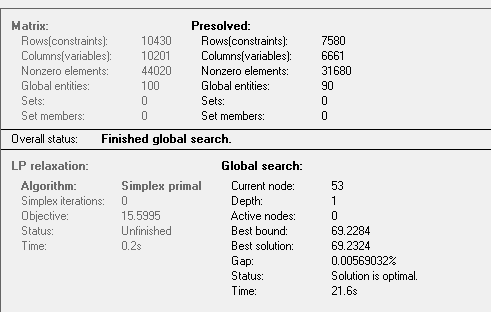 Matrix: Presolved:
Rows(constraints): 10430 Rows(constraints): 7580
Columns(variables): 10201 Columns(variables): 6661
Nonzero elements: 44020 Nonzero elements: 31680
Global entities: 100 Global entities: 90
Sets: 0 Sets: 0
Set members: 0 Set members: 0
Overall status: Finished global search.
LP relaxation: Global search:
Algorithm: Simplex primal Current node: 53
Simplex iterations: 0 Depth: 1
Objective: 15.5995 Active nodes: 0
Status: Unfinished Best bound: 69.2284
Time: 0.2s Best solution: 69.2324
Gap: 0.00569032%
Status: Solution is optimal.
Time: 21.6s